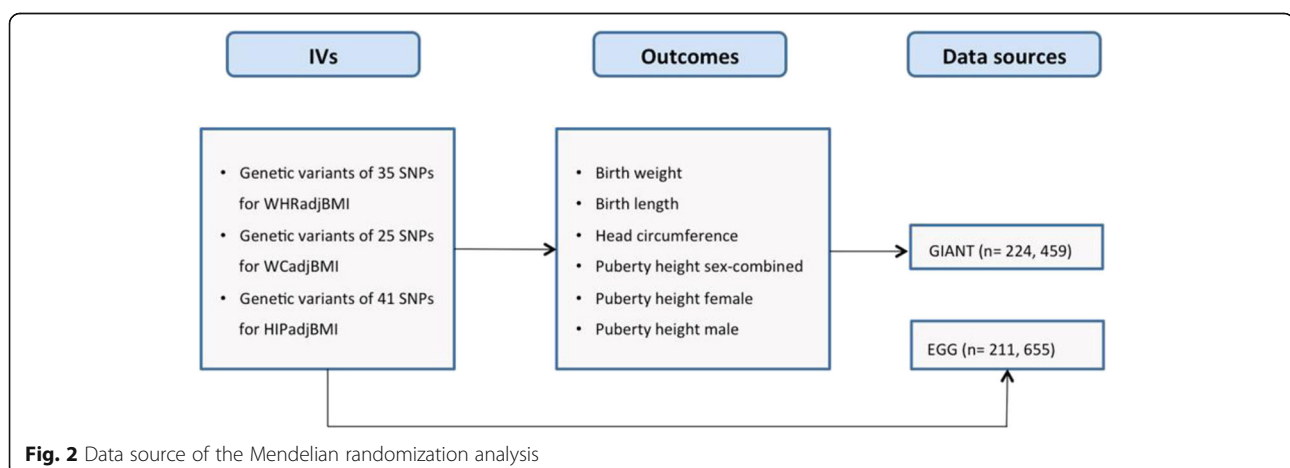 IVs
Outcomes
Data sources
• Genetic variants of 35 SNPs
for WHRadjBMI
• Genetic variants of 25 SNPs
for WCadjBMI
• Genetic variants of 41 SNPs
for HIPadjBMI
• Birth weight
• Birth length
• Head circumference
• Puberty height sex-combined
• Puberty height female
• Puberty height male
GIANT (n= 224, 459)
EGG (n= 211, 655)
Fig. 2 Data source of the Mendelian randomization analysis